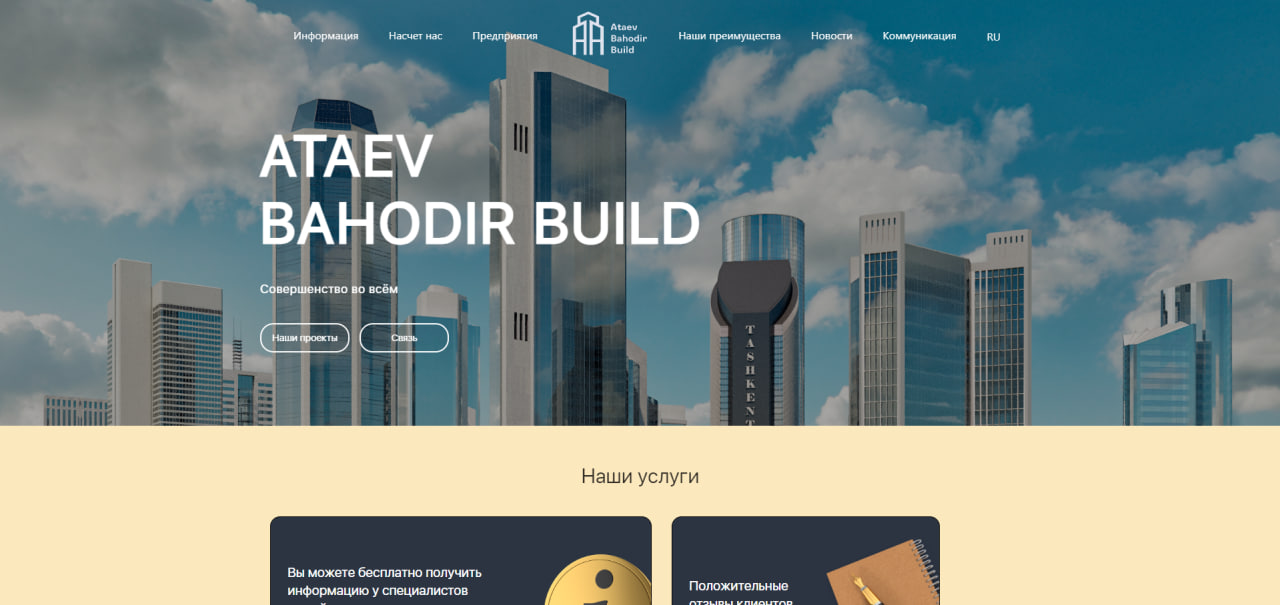 Информация
Насчет нас
Предприятия
Ataev
Bahodir
Build
Наши преимущества
Новости
Коммуникация
RU
ATAEV
BAHODIR BUILD
Совершенство во всём
Наши проекты
Связь
TASHKENT
Наши услуги
Вы можете бесплатно получить
информацию у специалистов
Положительные
отзывы клиентов